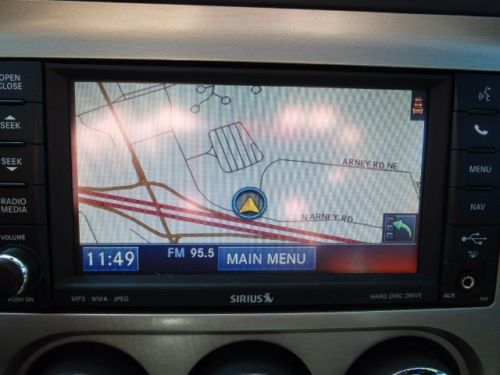 OPEN
CLOSE
SEEK
SEEK
RADIO
MEDIA
VOLUME
PUSH ON
ARNEY RD NE
N ARNEY RD
11:49
FM 95.5
MAIN MENU
MP3 · WMA · JPEG
SIRIUS
HARD DISC DRIVE
MENU
NAV
AUX